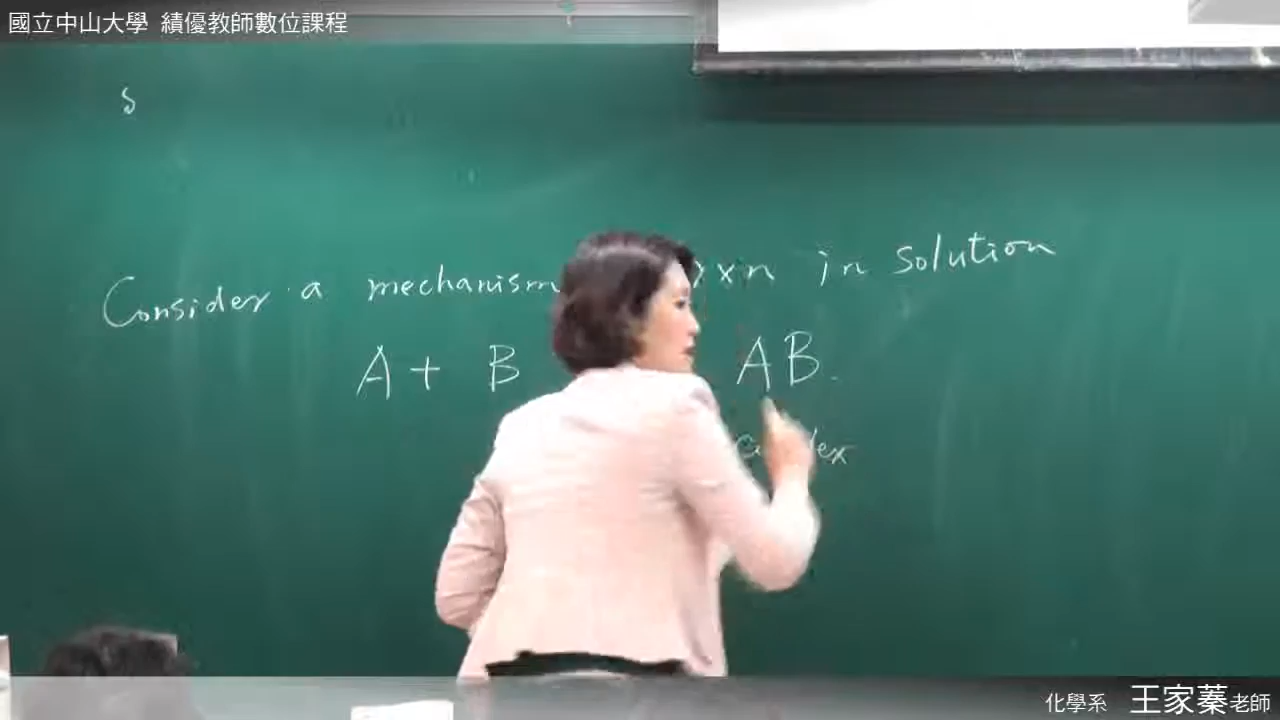 國立中山大學 績優教師數位課程
s
Consider a mechanism rxn in solution
A + B AB
化學系 王家蓁老師